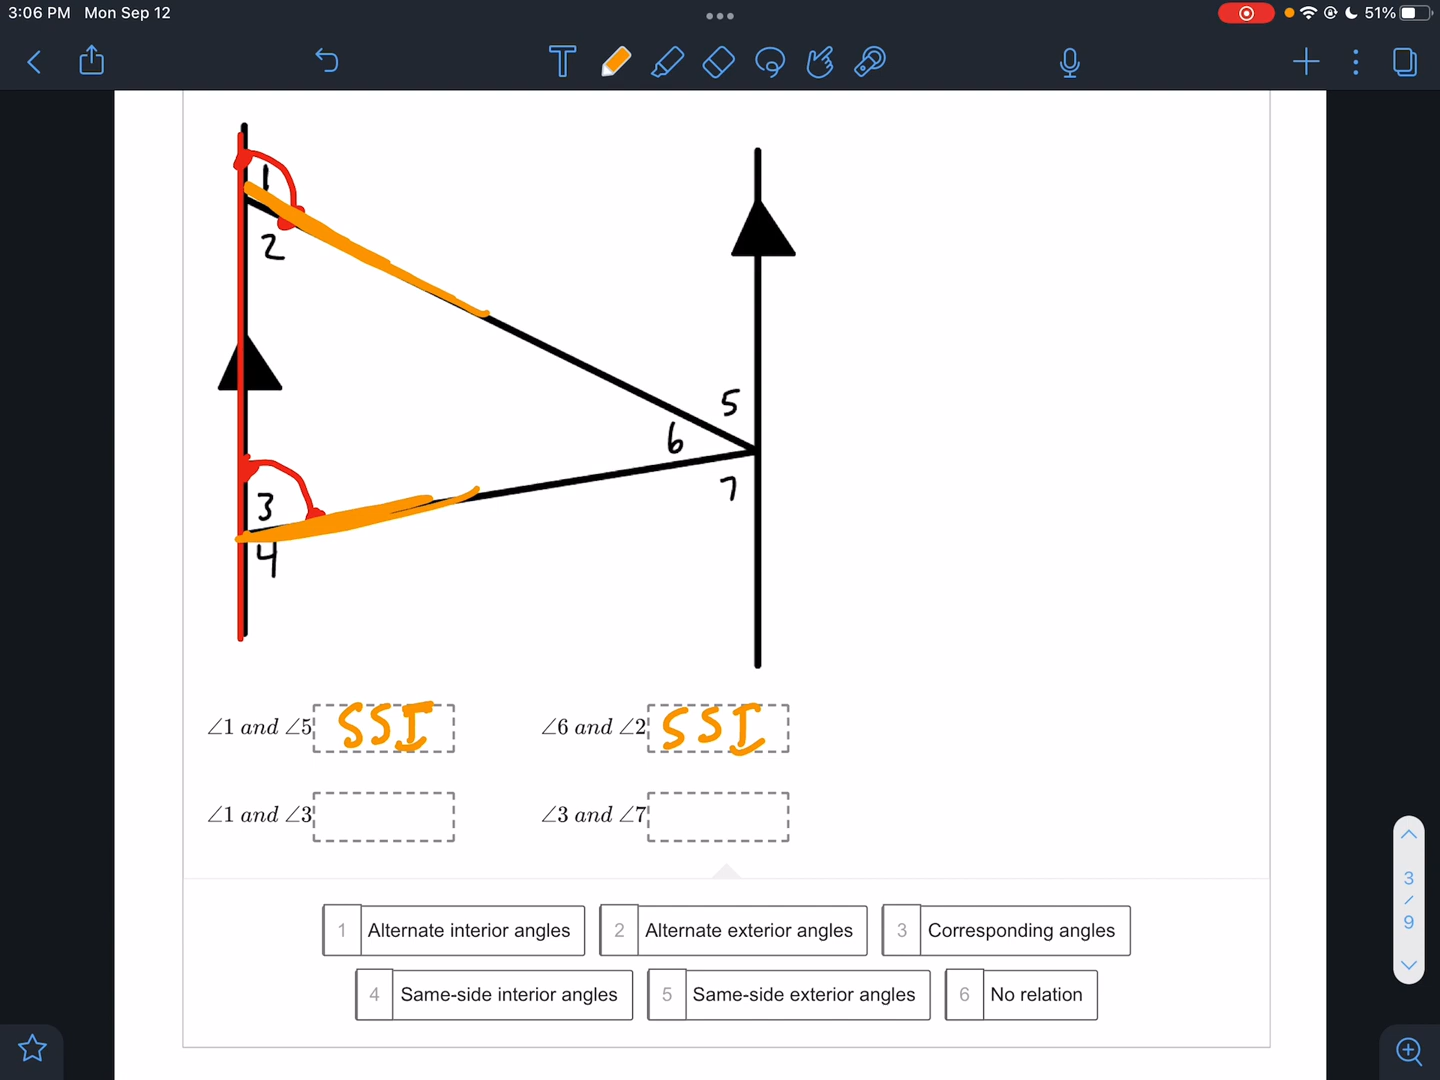 3:06 PM Mon Sep 12
51%
T
1
2
5
6
7
3
4
∠1 and ∠5 SSI ∠6 and ∠2 SSI
∠1 and ∠3 ∠3 and ∠7
3 / 9
1 Alternate interior angles 2 Alternate exterior angles 3 Corresponding angles
4 Same-side interior angles 5 Same-side exterior angles 6 No relation